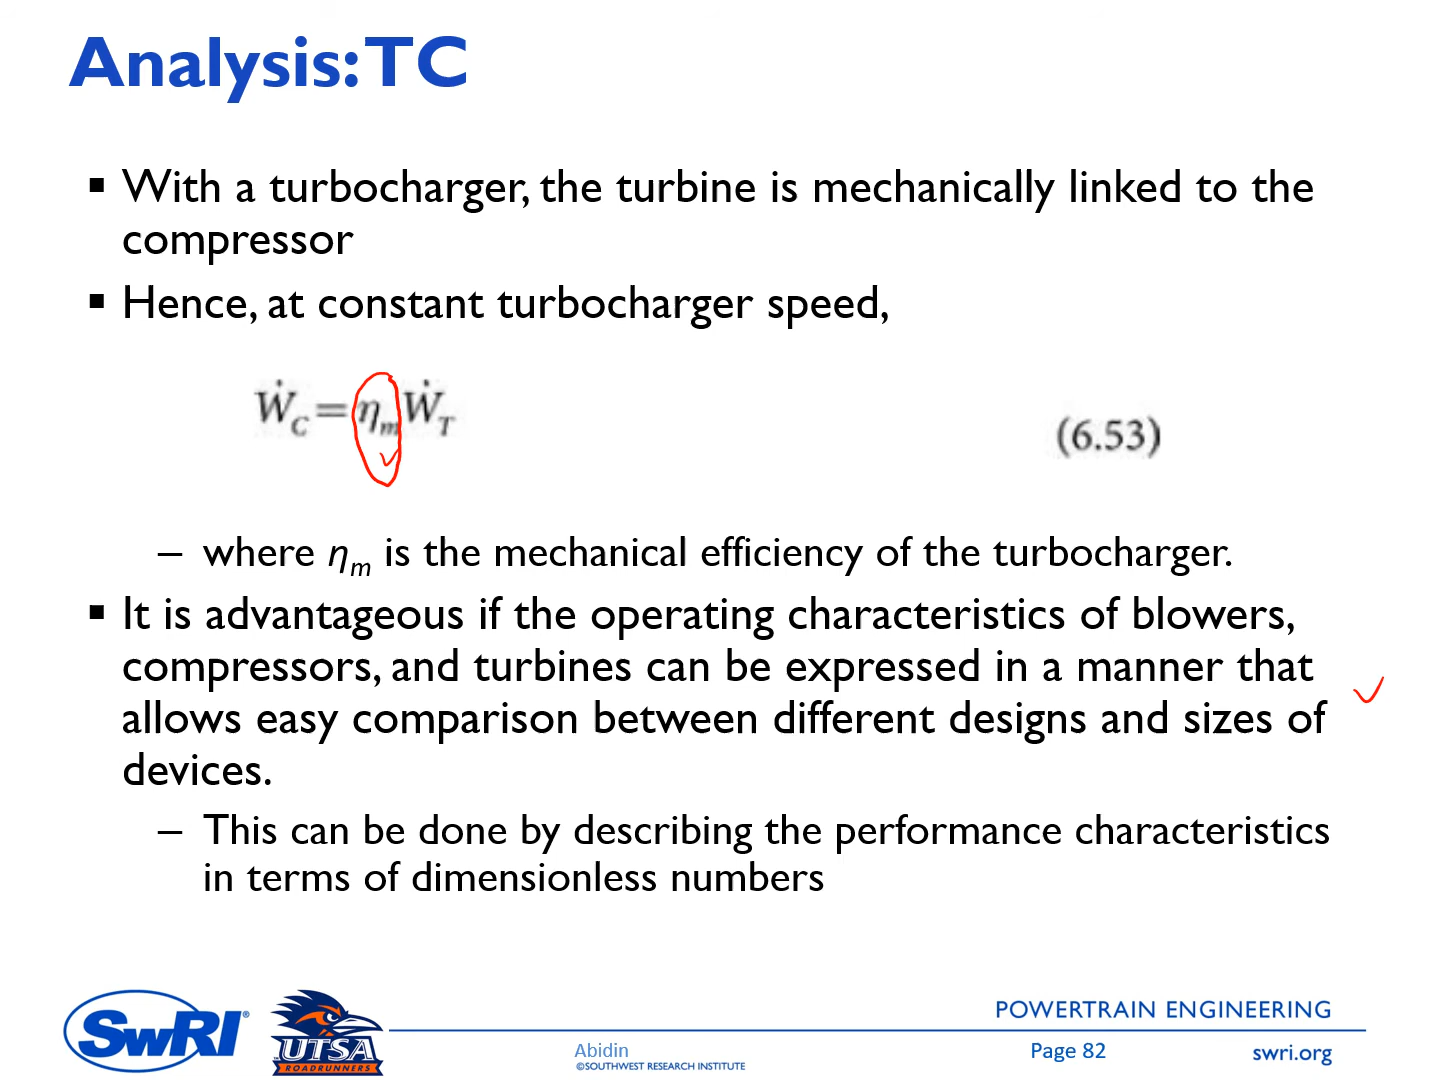 Analysis: TC
▪ With a turbocharger, the turbine is mechanically linked to the
compressor
▪ Hence, at constant turbocharger speed,
Ẇ_C = η_m Ẇ_T
(6.53)
– where η_m is the mechanical efficiency of the turbocharger.
▪ It is advantageous if the operating characteristics of blowers,
compressors, and turbines can be expressed in a manner that
allows easy comparison between different designs and sizes of
devices.
– This can be done by describing the performance characteristics
in terms of dimensionless numbers
SwRI®
UTSA
ROADRUNNERS
POWERTRAIN ENGINEERING
Abidin
©SOUTHWEST RESEARCH INSTITUTE
Page 82
swri.org